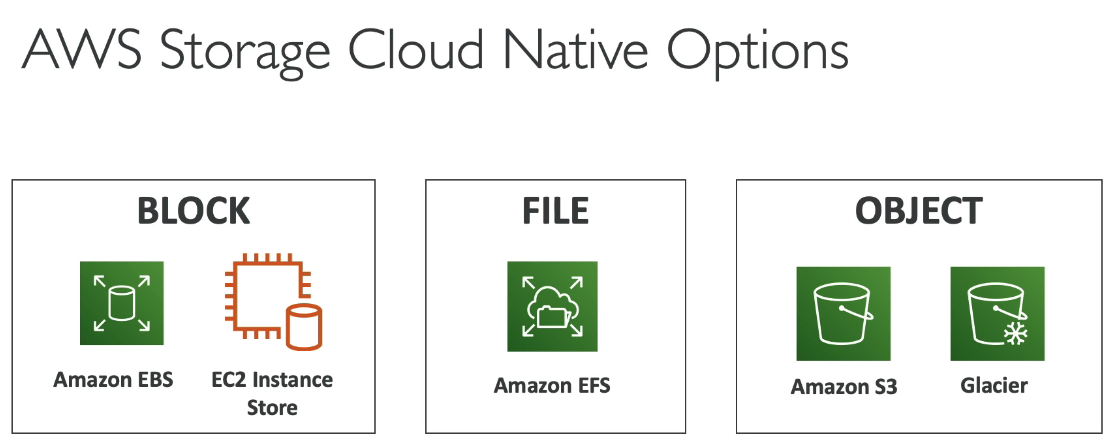 AWS Storage Cloud Native Options
BLOCK
Amazon EBS
EC2 Instance
Store
FILE
Amazon EFS
OBJECT
Amazon S3
Glacier